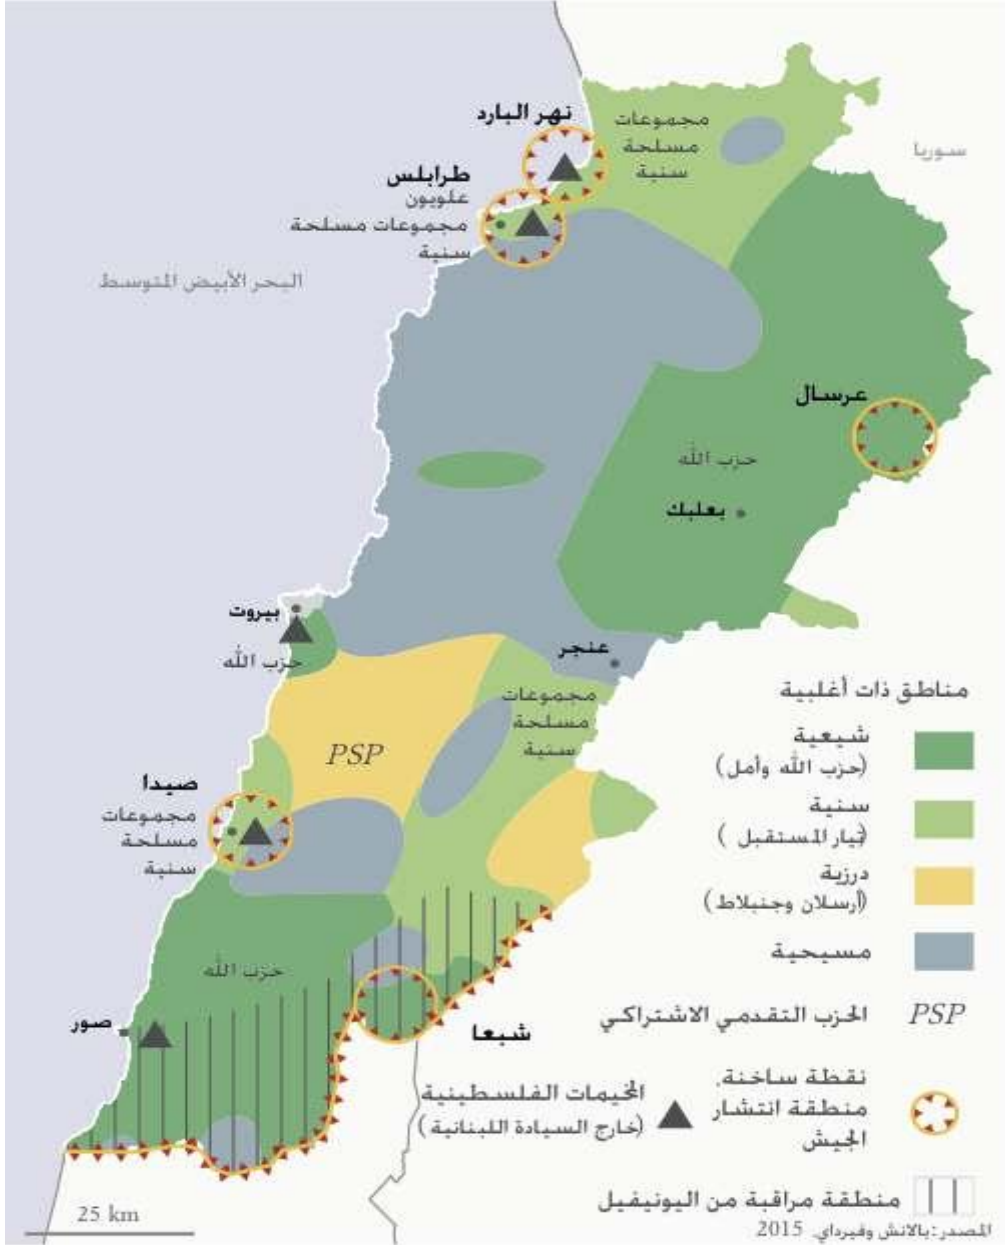 نهر البارد
مجموعات
مسلحة
سنية
سوريا
طرابلس
علويون
مجموعات مسلحة
سنية
البحر الأبيض المتوسط
عرسال
حزب الله
بعلبك
بيروت
حزب الله
عنجر
مجموعات
مسلحة
سنية
PSP
صيدا
مجموعات
مسلحة
سنية
حزب الله
صور
شبعا
مناطق ذات أغلبية
شيعية
(حزب الله وأمل)
سنية
(تيار المستقبل )
درزية
(أرسلان وجنبلاط)
مسيحية
PSP الحزب التقدمي الاشتراكي
نقطة ساخنة.
منطقة انتشار
الجيش
المخيمات الفلسطينية
(خارج السيادة اللبنانية )
منطقة مراقبة من اليونيفيل
المصدر: بالانش وفيرداي. 2015
25 km